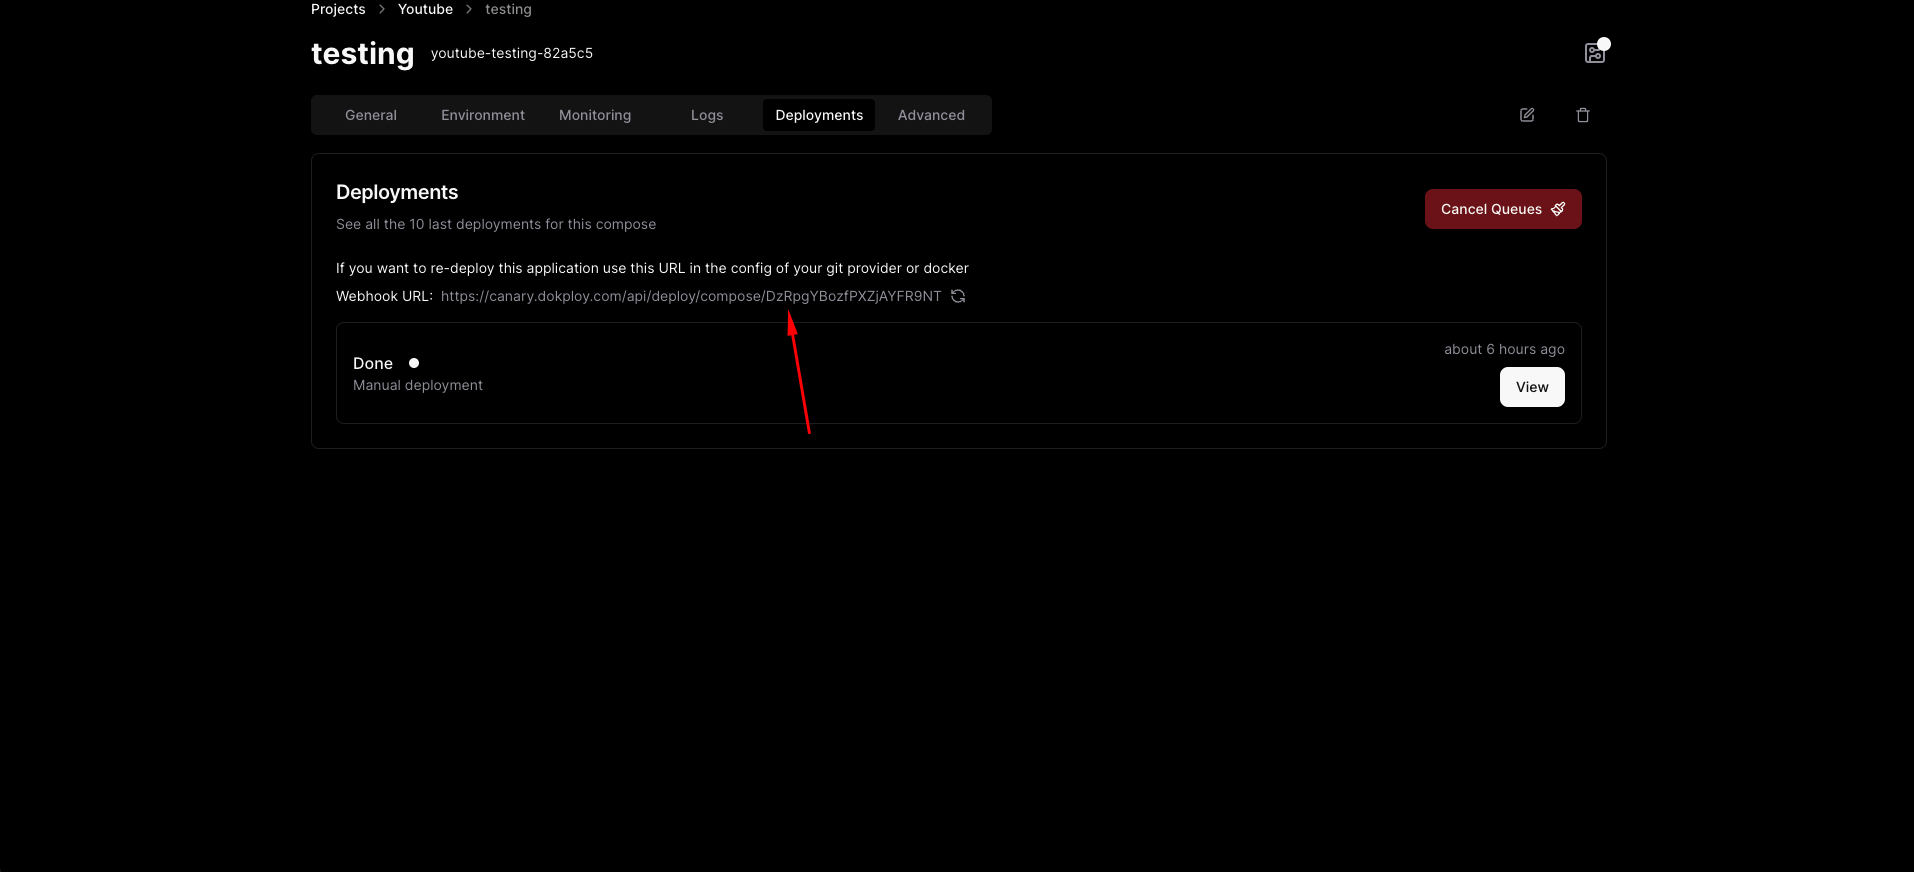 Projects > Youtube > testing
testing youtube-testing-82a5c5
General Environment Monitoring Logs Deployments Advanced
Deployments
Cancel Queues
See all the 10 last deployments for this compose
If you want to re-deploy this application use this URL in the config of your git provider or docker
Webhook URL: https://canary.dokploy.com/api/deploy/compose/DzRpgYBozfPXZjAYFR9NT
about 6 hours ago
Done
Manual deployment
View